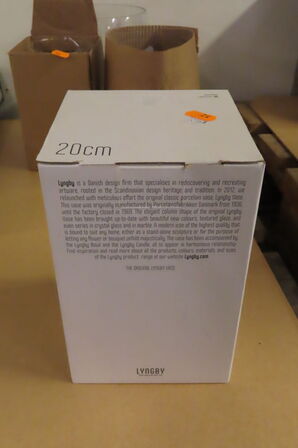 20cm
Lyngby is a Danish design firm that specialises in rediscovering and recreating
artware, rooted in the Scandinavian design heritage and tradition. In 2012, we
relaunched with meticulous effort the original classic porcelain vase, Lyngby Vase.
This vase was originally manufactured by Porcelænsfabrikken Danmark from 1936
until the factory closed in 1969. The elegant column shape of the original Lyngby
Vase has been brought up-to-date with beautiful new colours, textured glaze, and
even series in crystal glass and in marble. A modern size of the highest quality that
is bound to suit any home, either as a stand-alone sculpture or for the purpose of
letting any flower or bouquet unfold majestically. The vase has been accompanied by
the Lyngby Bowl and the Lyngby Candle, all to appear in harmonious relationship.
Find inspiration and read more about all the products, colours, materials, and even
of the Lyngby product range at our website Lyngby.com
THE ORIGINAL LYNGBY VASE
LYNGBY